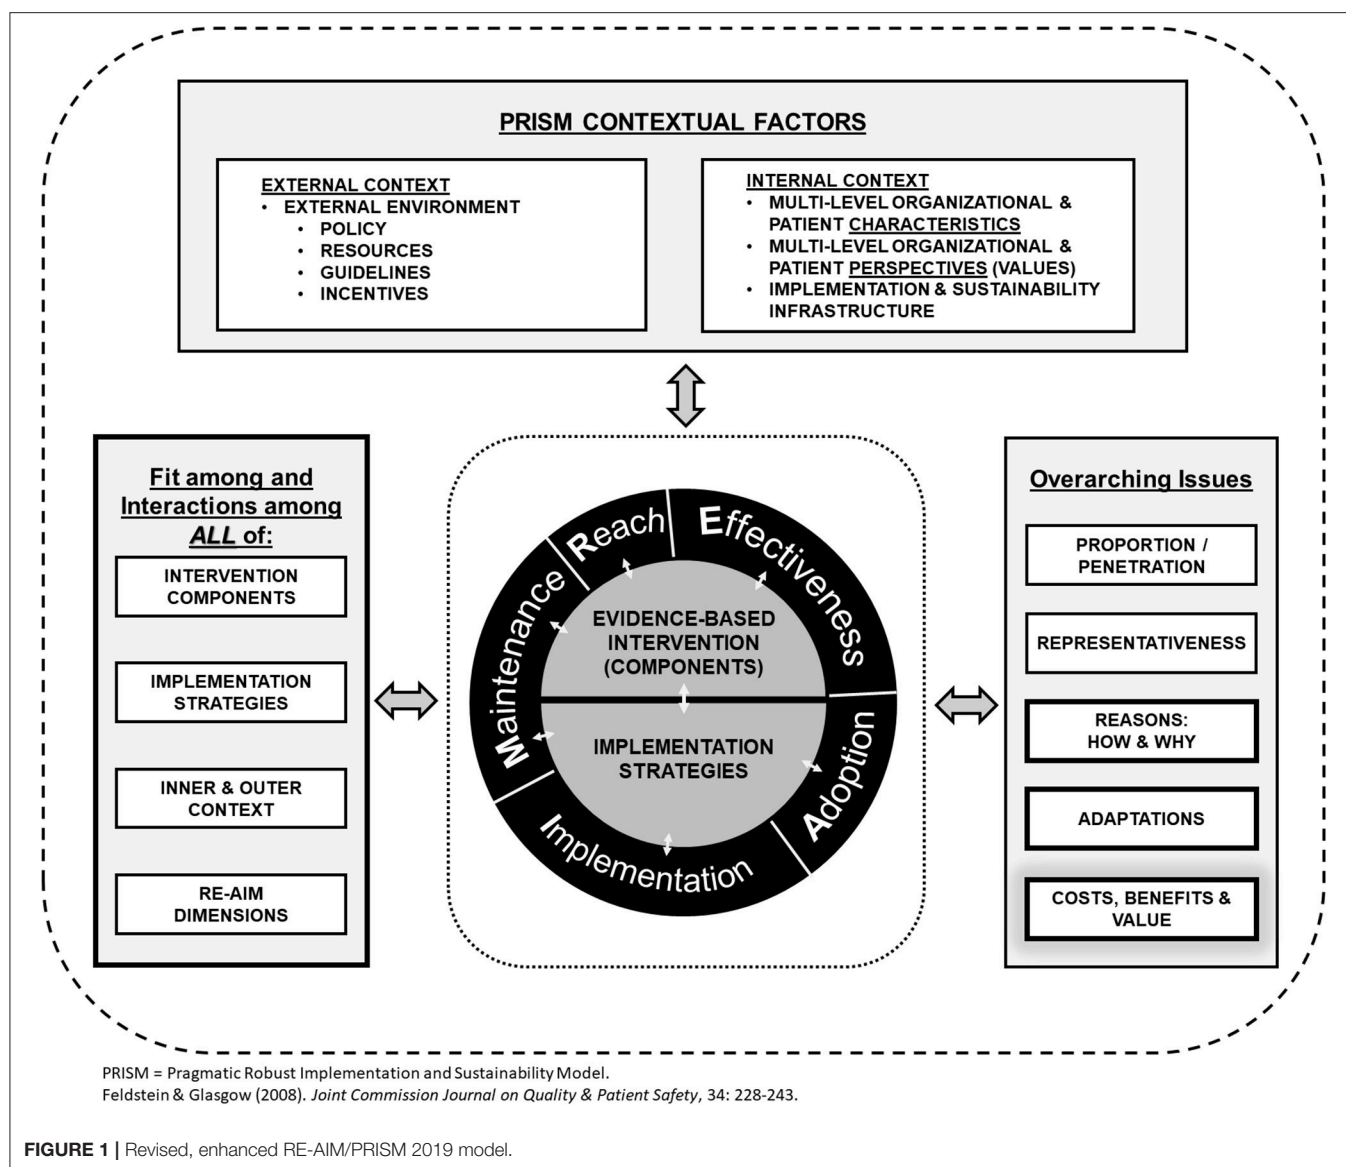 PRISM CONTEXTUAL FACTORS
EXTERNAL CONTEXT
• EXTERNAL ENVIRONMENT
• POLICY
• RESOURCES
• GUIDELINES
• INCENTIVES
INTERNAL CONTEXT
• MULTI-LEVEL ORGANIZATIONAL &
PATIENT CHARACTERISTICS
• MULTI-LEVEL ORGANIZATIONAL &
PATIENT PERSPECTIVES (VALUES)
• IMPLEMENTATION & SUSTAINABILITY
INFRASTRUCTURE
Fit among and
Interactions among
ALL of:
INTERVENTION
COMPONENTS
IMPLEMENTATION
STRATEGIES
INNER & OUTER
CONTEXT
RE-AIM
DIMENSIONS
Reach
Effectiveness
Adoption
Implementation
Maintenance
EVIDENCE-BASED
INTERVENTION
(COMPONENTS)
IMPLEMENTATION
STRATEGIES
Overarching Issues
PROPORTION /
PENETRATION
REPRESENTATIVENESS
REASONS:
HOW & WHY
ADAPTATIONS
COSTS, BENEFITS &
VALUE
PRISM = Pragmatic Robust Implementation and Sustainability Model.
Feldstein & Glasgow (2008). Joint Commission Journal on Quality & Patient Safety, 34: 228-243.
FIGURE 1 | Revised, enhanced RE-AIM/PRISM 2019 model.